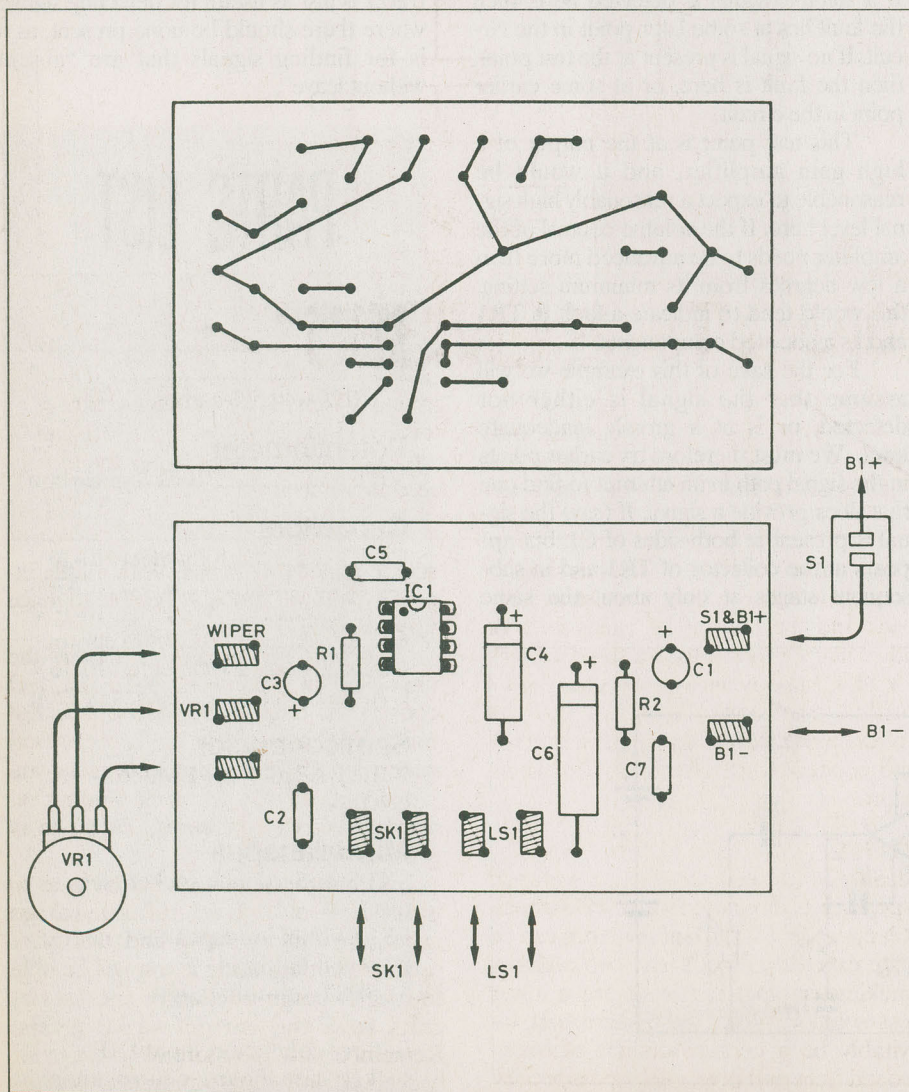 B1+
S1
C5
IC1
WIPER
S1&B1+
+
+
R1
C4
C3
C1
+
VR1
+
R2
B1-
B1-
C6
C7
C2
SK1
LS1
VR1
SK1
LS1